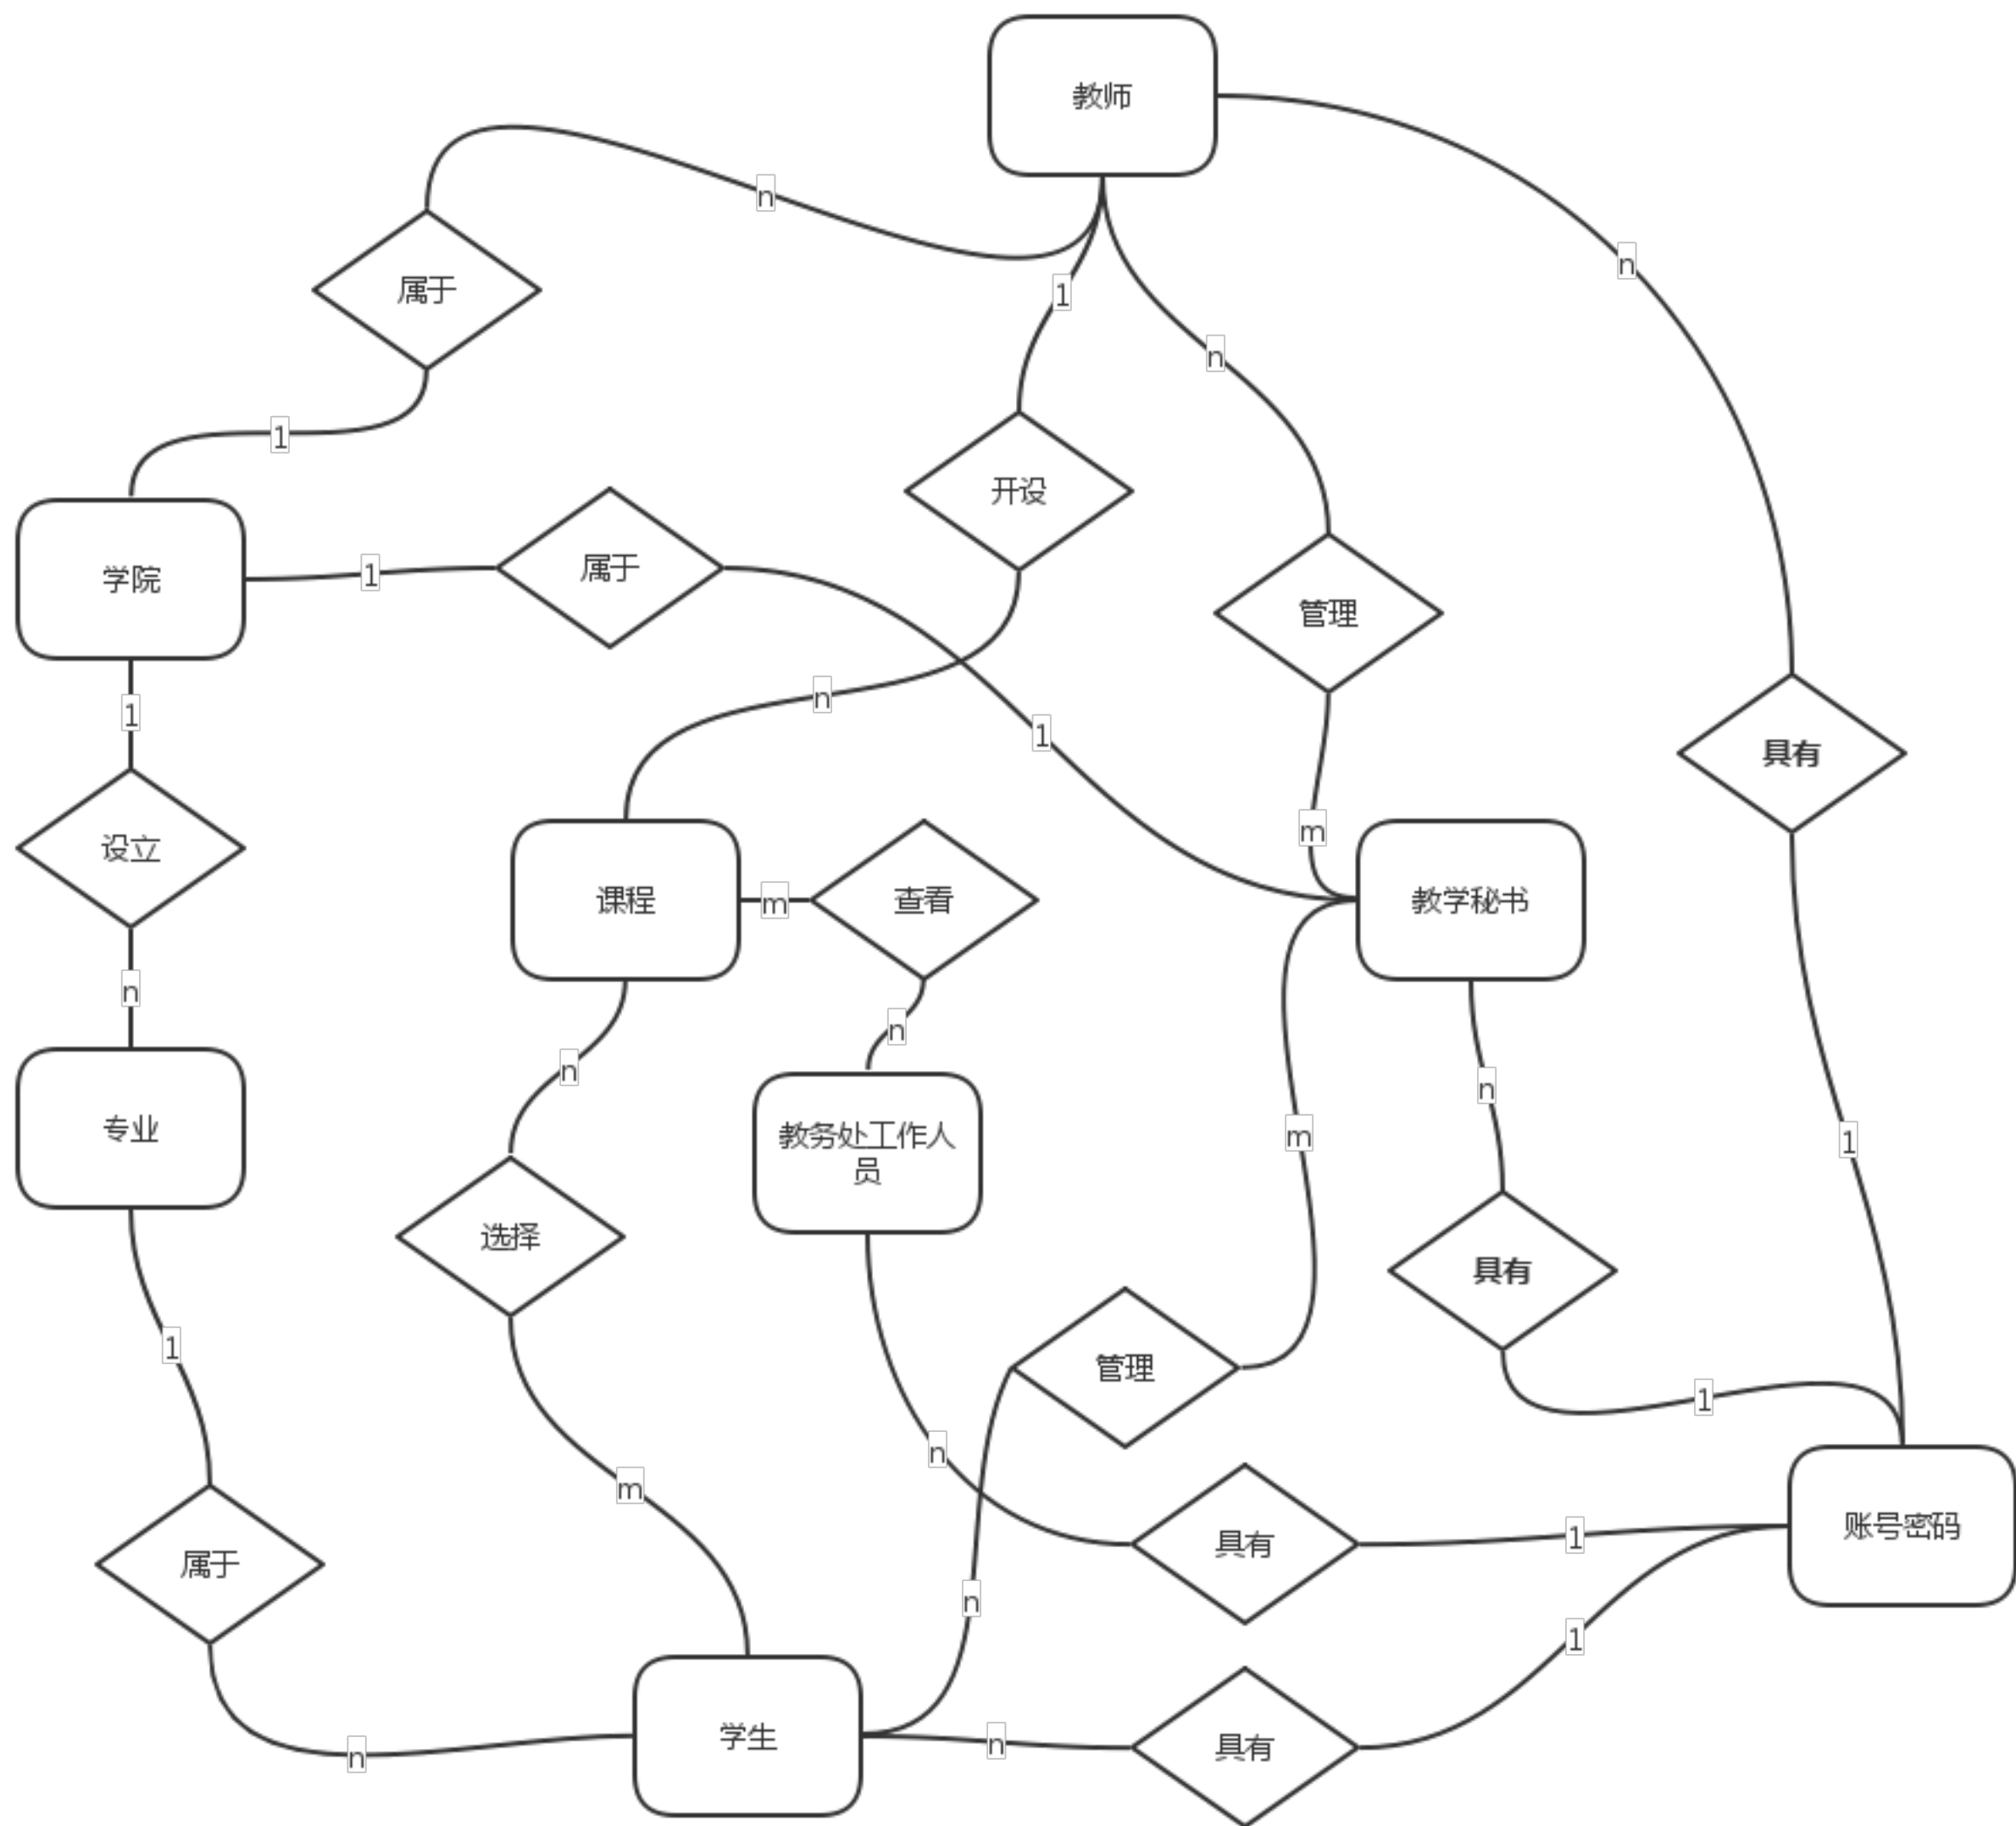 教师
n
n
属于
1
n
1
开设
学院
1
属于
管理
n
1
1
具有
设立
m
课程
m
查看
教学秘书
n
n
n
n
专业
教务处工作人
员
m
1
选择
具有
1
管理
1
n
m
账号密码
1
具有
属于
n
1
学生
n
具有
n